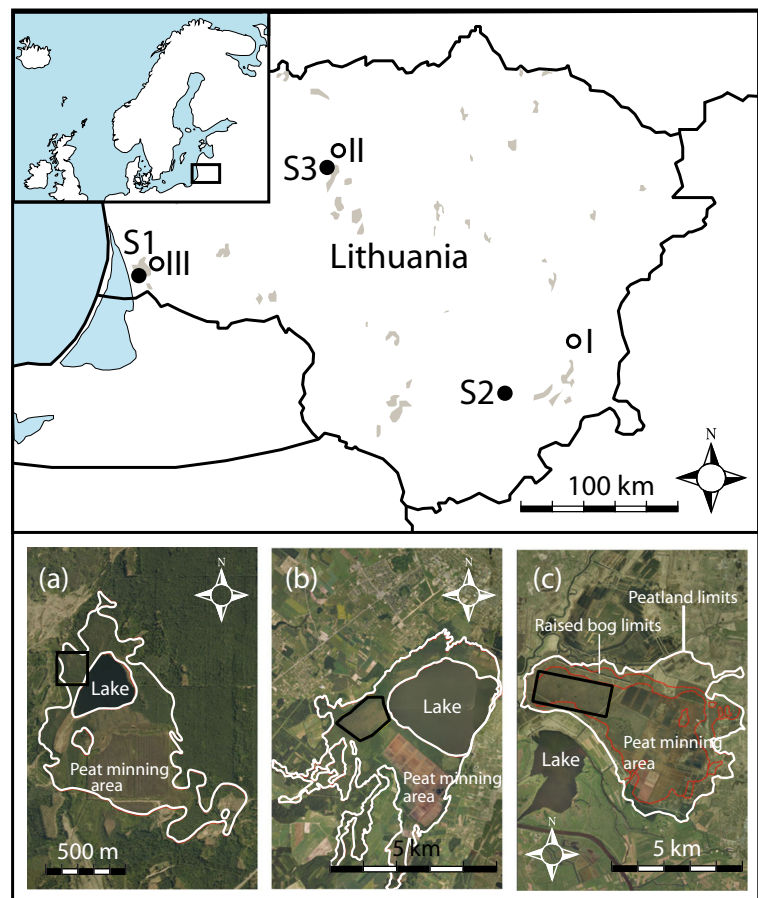 II
S3
S1
III
Lithuania
I
S2
N
100 km
(a)
N
Lake
Peat minning
area
500 m
(b)
N
Lake
Peat minning
area
5 km
(c)
Peatland limits
Raised bog limits
Peat minning
area
Lake
N
5 km